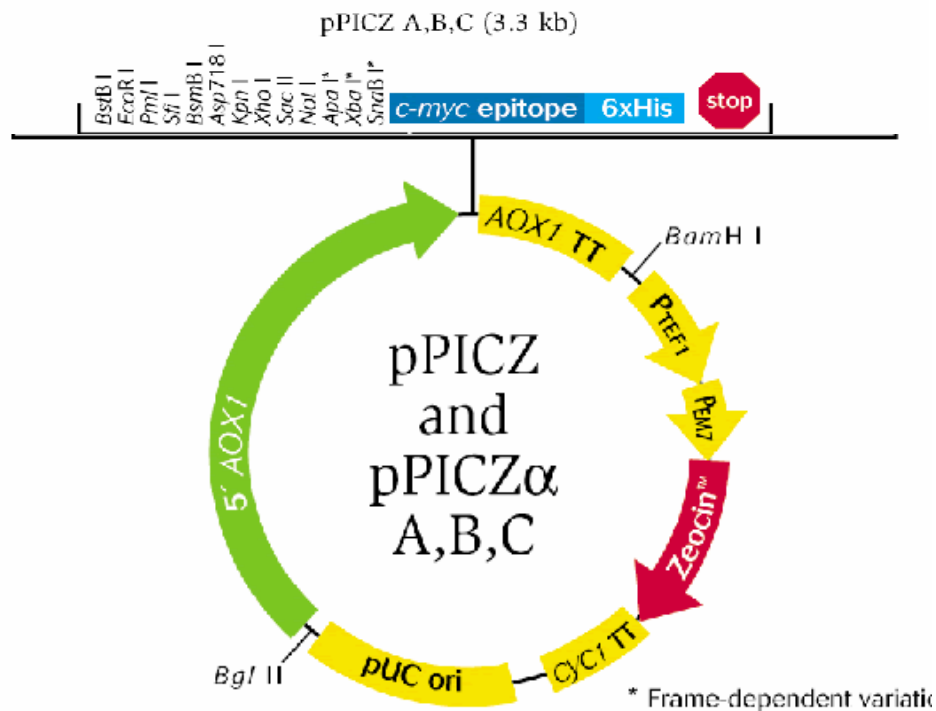 pPICZ A,B,C (3.3 kb)
BstB I
EcoR I
Pml I
Sfi I
BsmB I
Asp718 I
Kpn I
Xho I
Sac II
Not I
Apa I*
Xba I*
SnaB I*
c-myc epitope
6xHis
stop
AOX1 TT
BamH I
PTEF1
PEM7
Zeocin™
CyC1 TT
pUC ori
Bgl II
5´ AOX1
pPICZ
and
pPICZα
A,B,C
* Frame-dependent variatio